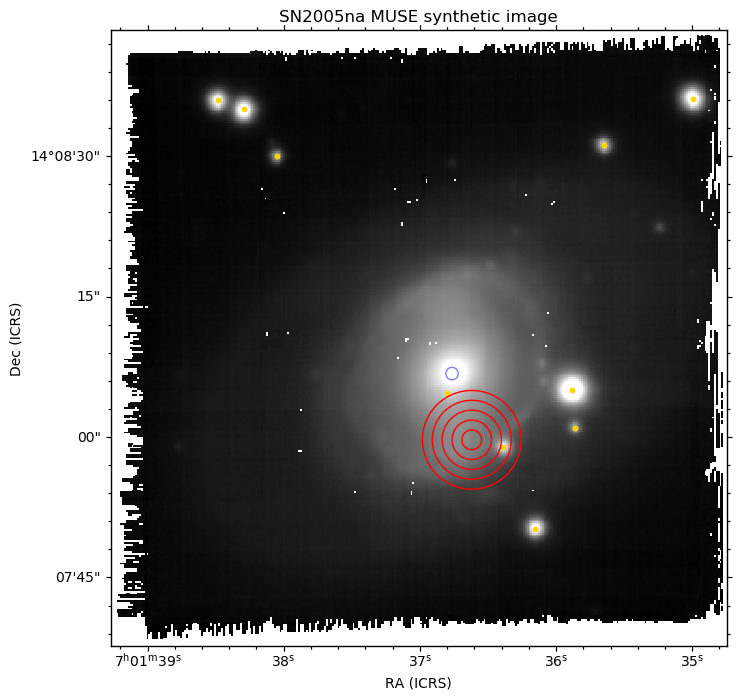 SN2005na MUSE synthetic image
14°08'30"
15"
00"
07'45"
Dec (ICRS)
7ʰ01ᵐ39ˢ
38ˢ
37ˢ
36ˢ
35ˢ
RA (ICRS)